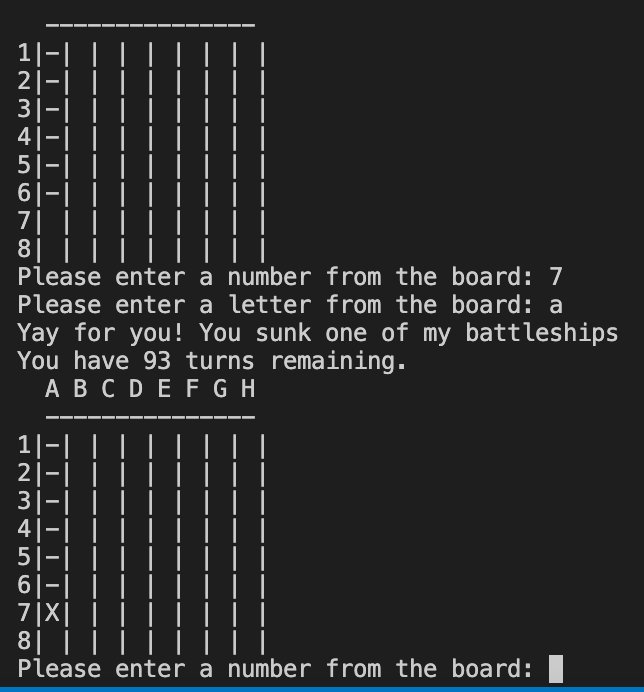 ---------------
1|-| | | | | | | |
2|-| | | | | | | |
3|-| | | | | | | |
4|-| | | | | | | |
5|-| | | | | | | |
6|-| | | | | | | |
7| | | | | | | | |
8| | | | | | | | |
Please enter a number from the board: 7
Please enter a letter from the board: a
Yay for you! You sunk one of my battleships
You have 93 turns remaining.
  A B C D E F G H
  ---------------
1|-| | | | | | | |
2|-| | | | | | | |
3|-| | | | | | | |
4|-| | | | | | | |
5|-| | | | | | | |
6|-| | | | | | | |
7|X| | | | | | | |
8| | | | | | | | |
Please enter a number from the board: